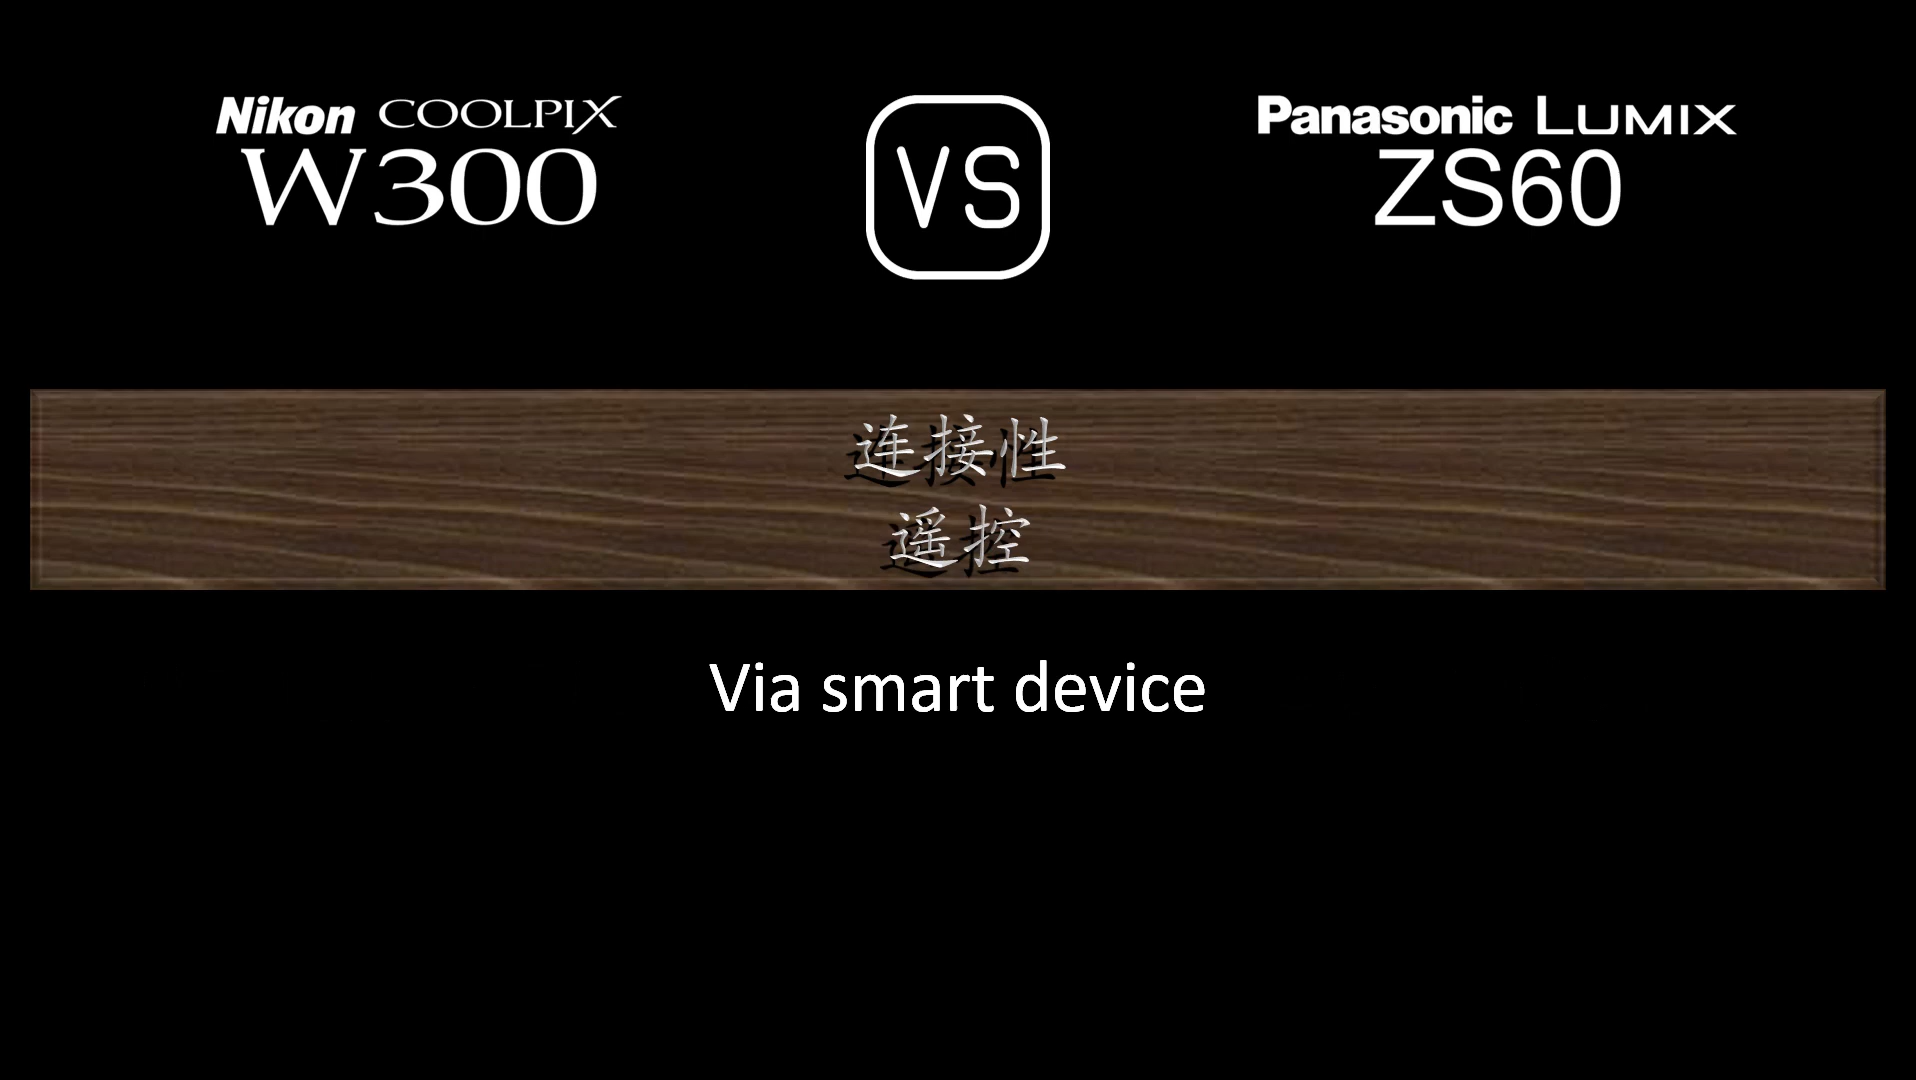 Nikon COOLPIX
W300
VS
Panasonic LUMIX
ZS60
连接性
遥控
Via smart device